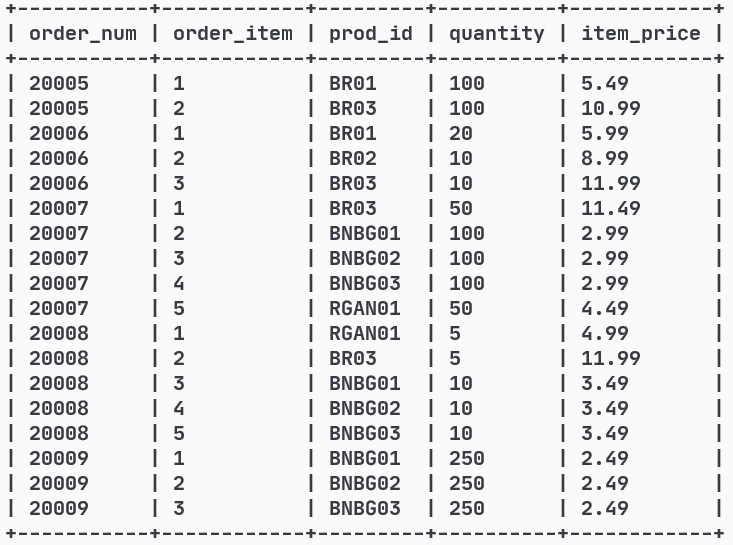 +-----------+------------+---------+----------+------------+
| order_num | order_item | prod_id | quantity | item_price |
+-----------+------------+---------+----------+------------+
| 20005     | 1          | BR01    | 100      | 5.49       |
| 20005     | 2          | BR03    | 100      | 10.99      |
| 20006     | 1          | BR01    | 20       | 5.99       |
| 20006     | 2          | BR02    | 10       | 8.99       |
| 20006     | 3          | BR03    | 10       | 11.99      |
| 20007     | 1          | BR03    | 50       | 11.49      |
| 20007     | 2          | BNBG01  | 100      | 2.99       |
| 20007     | 3          | BNBG02  | 100      | 2.99       |
| 20007     | 4          | BNBG03  | 100      | 2.99       |
| 20007     | 5          | RGAN01  | 50       | 4.49       |
| 20008     | 1          | RGAN01  | 5        | 4.99       |
| 20008     | 2          | BR03    | 5        | 11.99      |
| 20008     | 3          | BNBG01  | 10       | 3.49       |
| 20008     | 4          | BNBG02  | 10       | 3.49       |
| 20008     | 5          | BNBG03  | 10       | 3.49       |
| 20009     | 1          | BNBG01  | 250      | 2.49       |
| 20009     | 2          | BNBG02  | 250      | 2.49       |
| 20009     | 3          | BNBG03  | 250      | 2.49       |
+-----------+------------+---------+----------+------------+